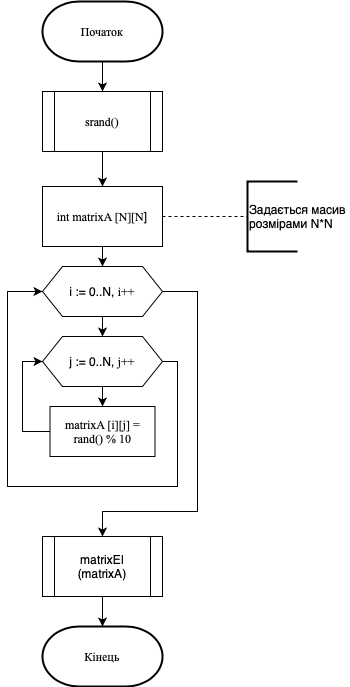 Початок
srand()
int matrixA [N][N]
Задається масив
розмірами N*N
i := 0..N, i++
j := 0..N, j++
matrixA [i][j] =
rand() % 10
matrixEl
(matrixA)
Кінець